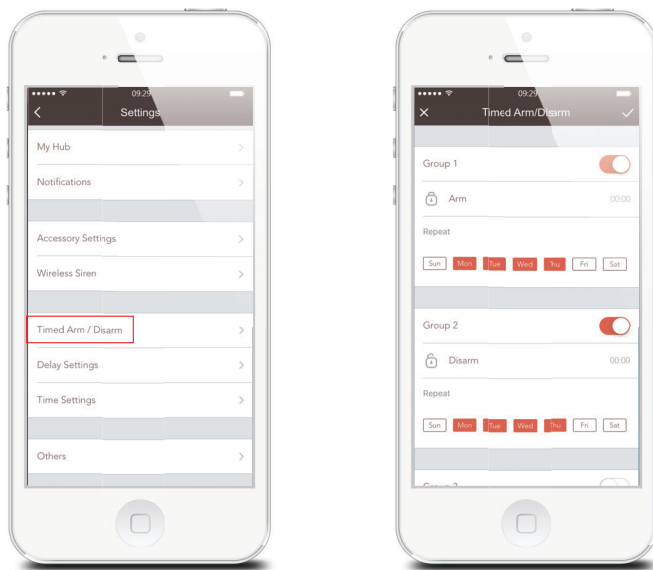 09:29
Settings
My Hub
Notifications
Accessory Settings
Wireless Siren
Timed Arm / Disarm
Delay Settings
Time Settings
Others
09:29
Timed Arm/Disarm
Group 1
Arm 00:00
Repeat
Sun Mon Tue Wed Thu Fri Sat
Group 2
Disarm 00:00
Repeat
Sun Mon Tue Wed Thu Fri Sat